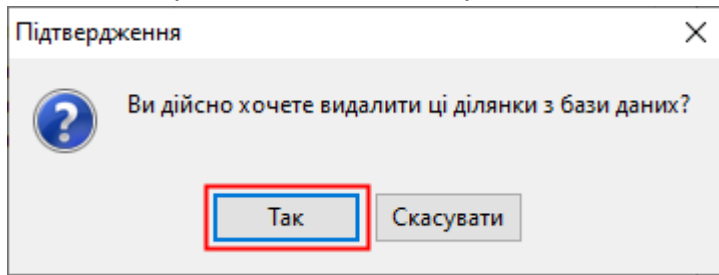 Підтвердження
Ви дійсно хочете видалити ці ділянки з бази даних?
Так
Скасувати